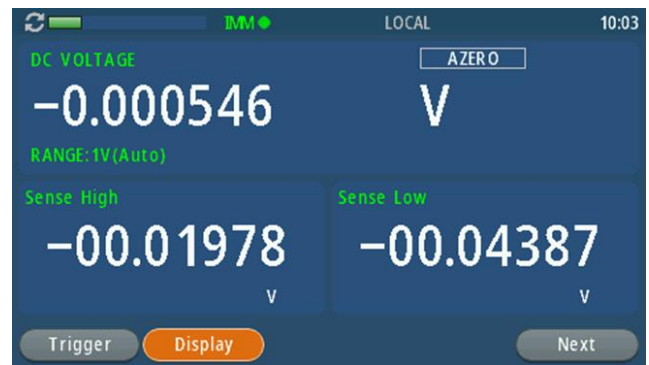 IMM LOCAL 10:03
DC VOLTAGE AZERO
−0.000546 V
RANGE:1V(Auto)
Sense High Sense Low
−00.01978 −00.04387
V V
Trigger Display Next